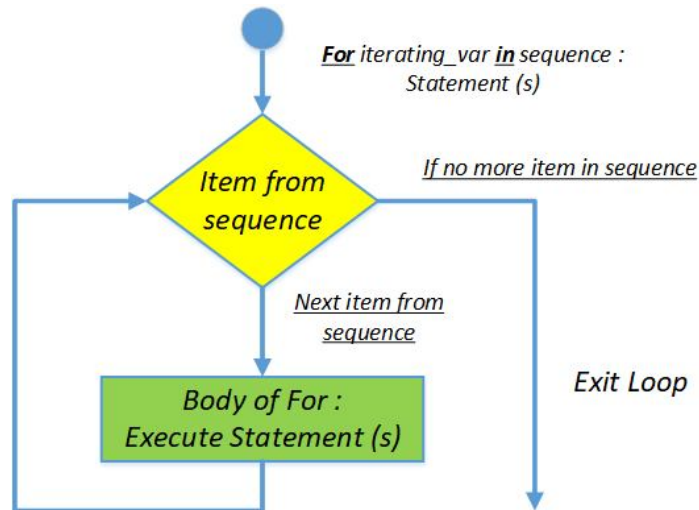 For iterating_var in sequence :
Statement (s)
Item from
sequence
If no more item in sequence
Next item from
sequence
Body of For :
Execute Statement (s)
Exit Loop